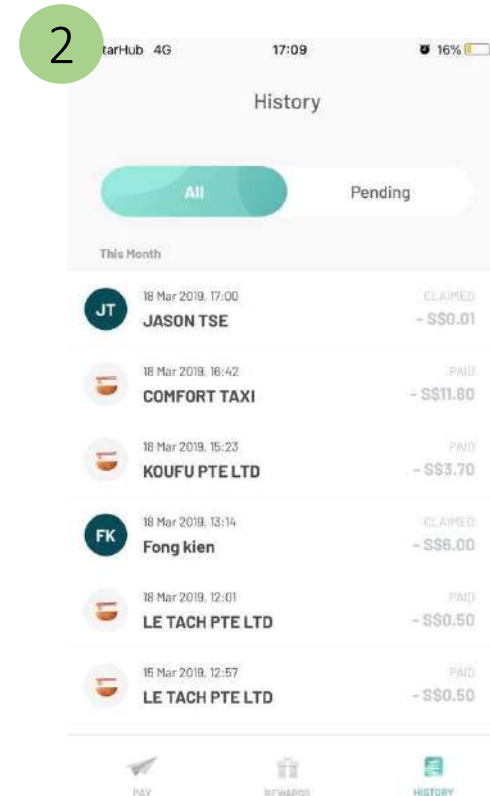 2
tarHub 4G 17:09 16%
History
All Pending
This Month
JT 18 Mar 2019, 17:00 CLAIMED
JASON TSE - S$0.01
18 Mar 2019, 16:42 PAID
COMFORT TAXI - S$11.80
18 Mar 2019, 15:23 PAID
KOUFU PTE LTD - S$3.70
FK 18 Mar 2019, 13:14 CLAIMED
Fong kien - S$6.00
18 Mar 2019, 12:01 PAID
LE TACH PTE LTD - S$0.50
15 Mar 2019, 12:57 PAID
LE TACH PTE LTD - S$0.50
PAY REWARDS HISTORY